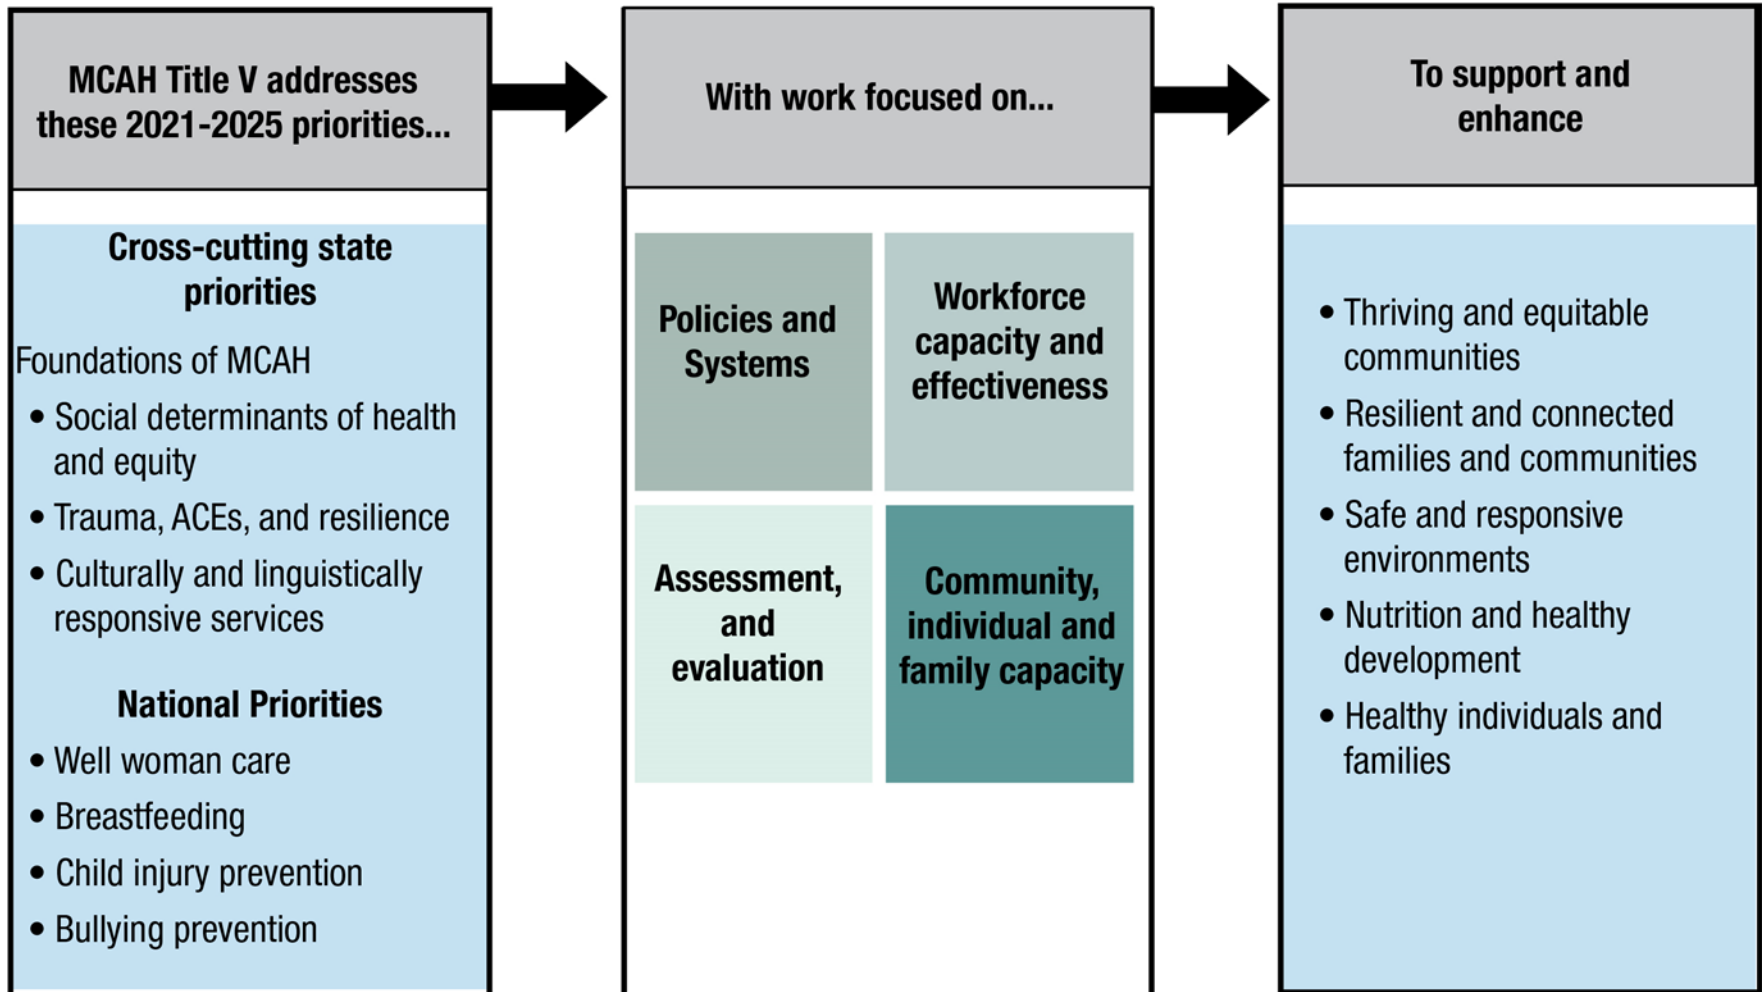 MCAH Title V addresses
these 2021-2025 priorities...
Cross-cutting state
priorities
Foundations of MCAH
• Social determinants of health
and equity
• Trauma, ACEs, and resilience
• Culturally and linguistically
responsive services
National Priorities
• Well woman care
• Breastfeeding
• Child injury prevention
• Bullying prevention
With work focused on...
Policies and
Systems
Workforce
capacity and
effectiveness
Assessment,
and
evaluation
Community,
individual and
family capacity
To support and
enhance
• Thriving and equitable
communities
• Resilient and connected
families and communities
• Safe and responsive
environments
• Nutrition and healthy
development
• Healthy individuals and
families